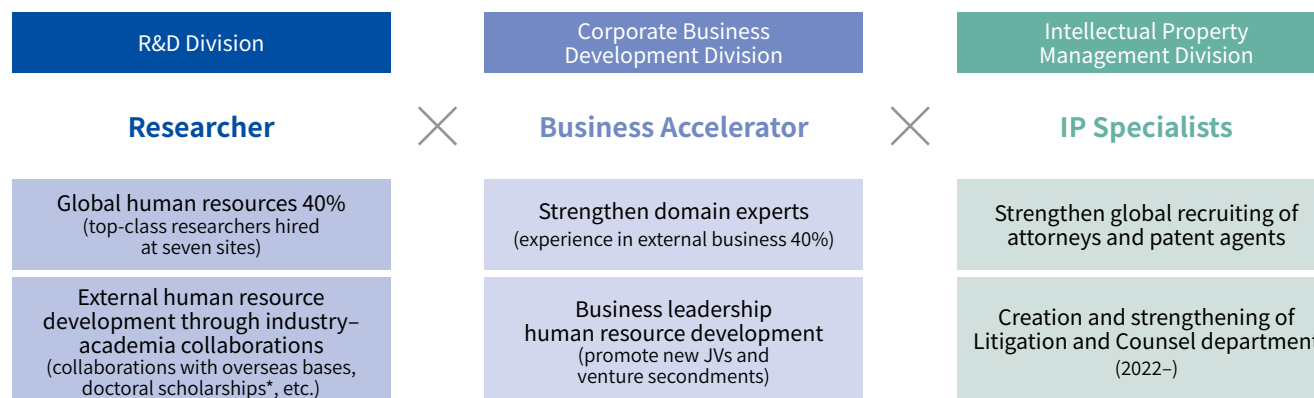 R&D Division
Corporate Business
Development Division
Intellectual Property
Management Division
Researcher
Business Accelerator
IP Specialists
Global human resources 40%
(top-class researchers hired
at seven sites)
Strengthen domain experts
(experience in external business 40%)
Strengthen global recruiting of
attorneys and patent agents
External human resource
development through industry–
academia collaborations
(collaborations with overseas bases,
doctoral scholarships*, etc.)
Business leadership
human resource development
(promote new JVs and
venture secondments)
Creation and strengthening of
Litigation and Counsel department
(2022–)